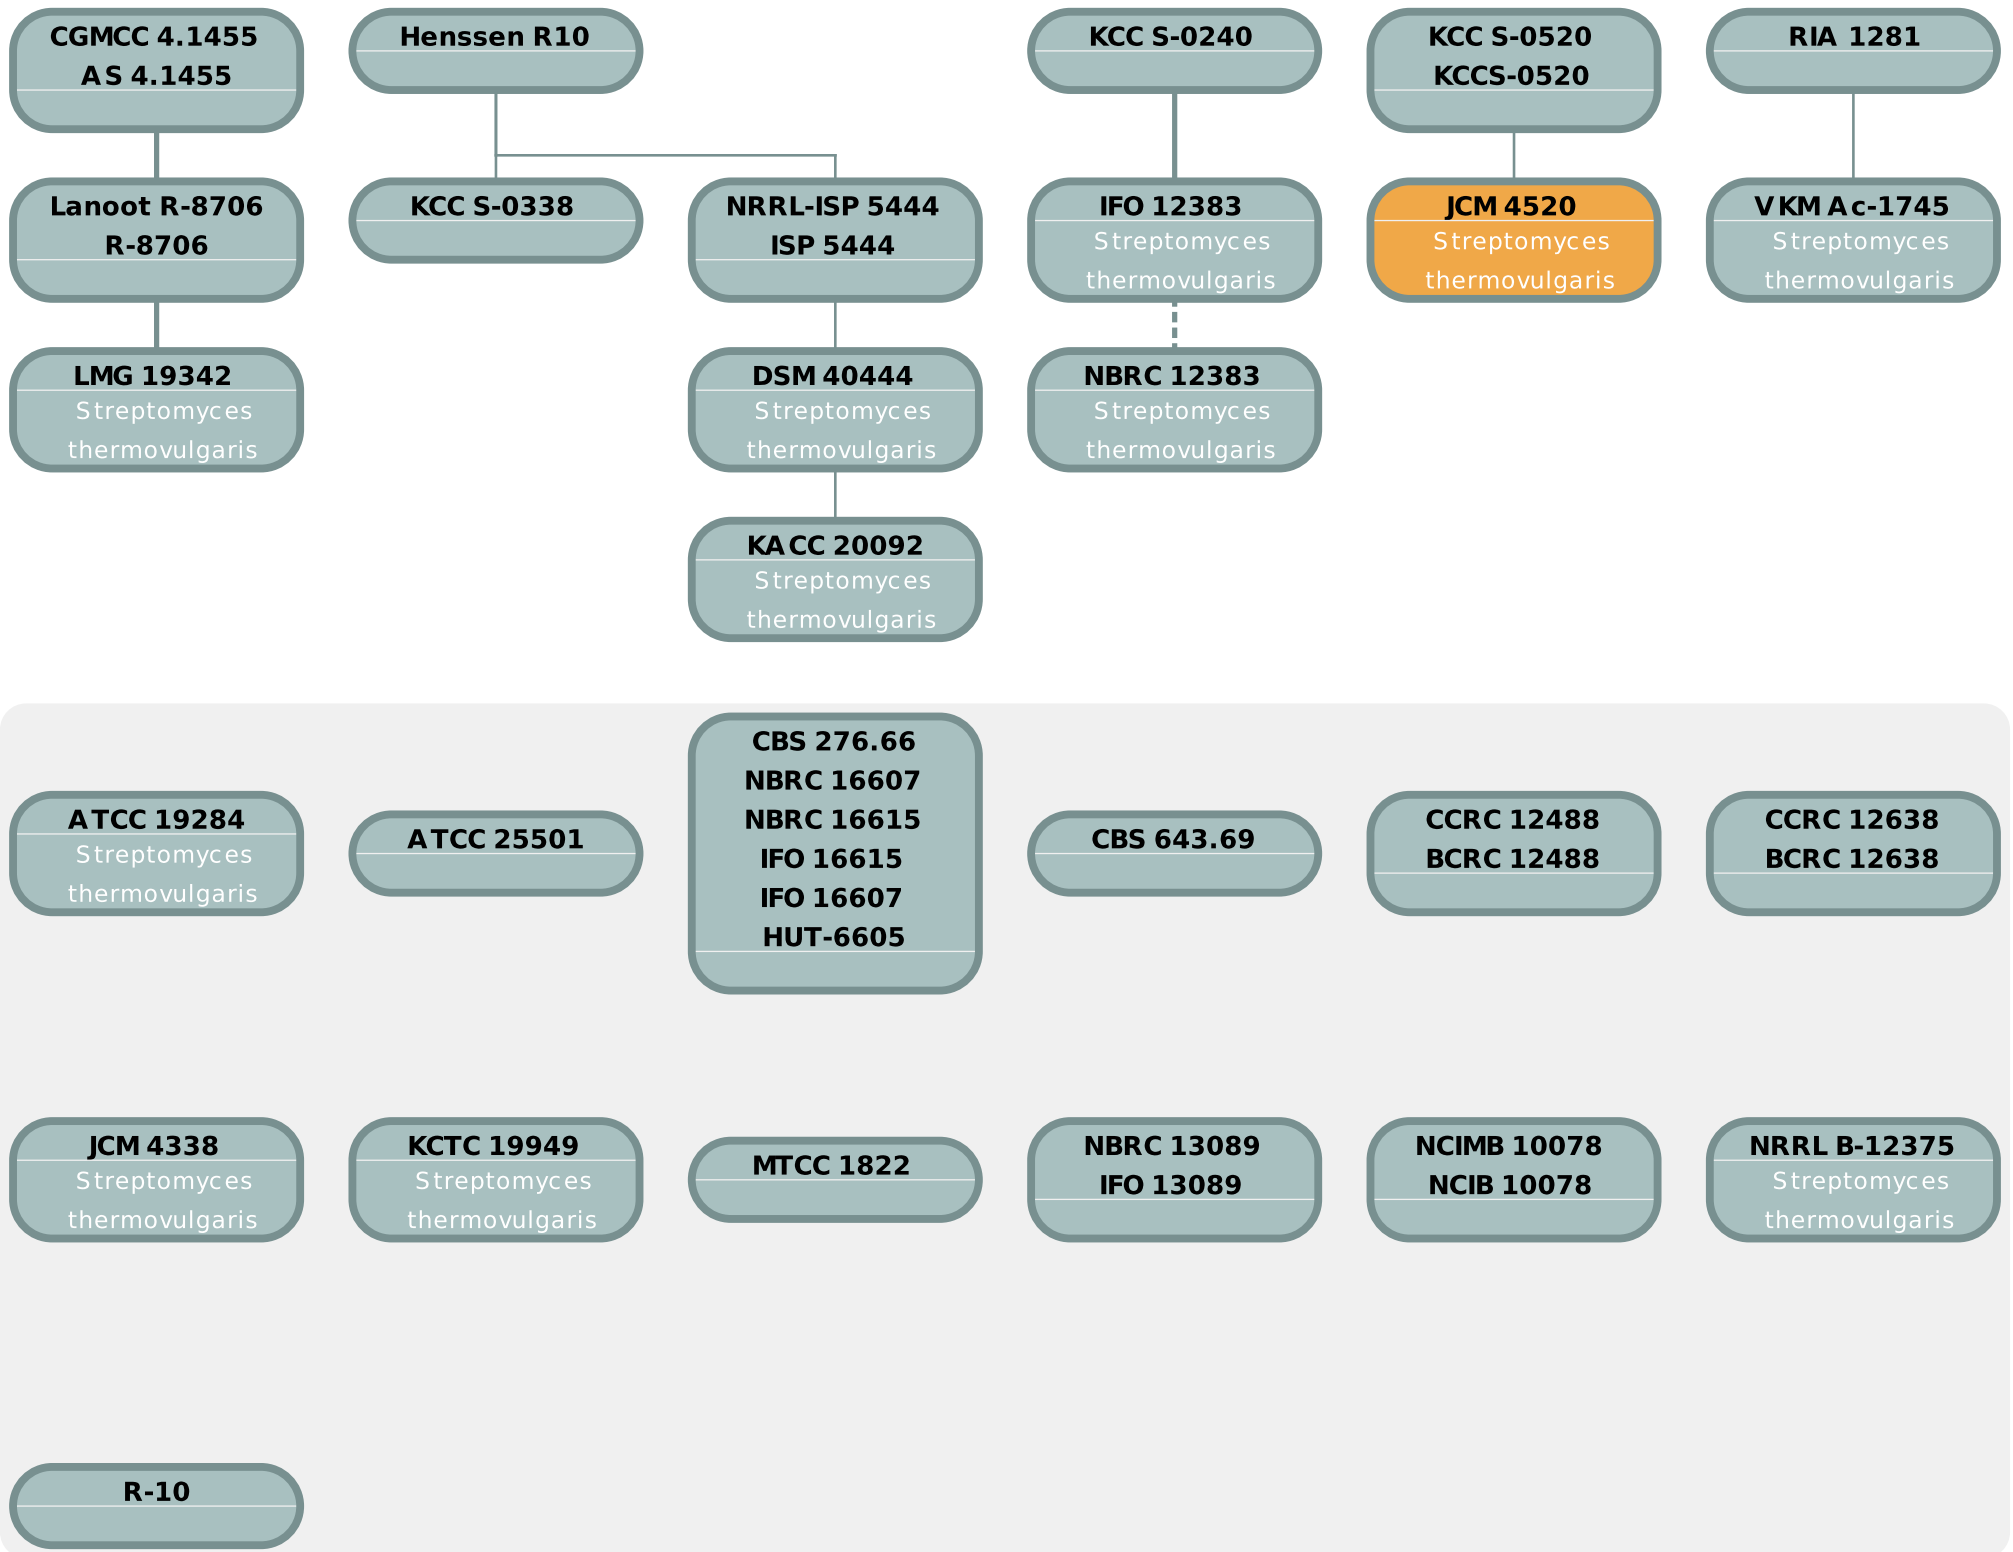 CGMCC 4.1455
AS 4.1455
Henssen R10
KCC S-0240
KCC S-0520
KCCS-0520
RIA 1281
Lanoot R-8706
R-8706
KCC S-0338
NRRL-ISP 5444
ISP 5444
IFO 12383
Streptomyces
thermovulgaris
JCM 4520
Streptomyces
thermovulgaris
VKM Ac-1745
Streptomyces
thermovulgaris
LMG 19342
Streptomyces
thermovulgaris
DSM 40444
Streptomyces
thermovulgaris
NBRC 12383
Streptomyces
thermovulgaris
KACC 20092
Streptomyces
thermovulgaris
ATCC 19284
Streptomyces
thermovulgaris
ATCC 25501
CBS 276.66
NBRC 16607
NBRC 16615
IFO 16615
IFO 16607
HUT-6605
CBS 643.69
CCRC 12488
BCRC 12488
CCRC 12638
BCRC 12638
JCM 4338
Streptomyces
thermovulgaris
KCTC 19949
Streptomyces
thermovulgaris
MTCC 1822
NBRC 13089
IFO 13089
NCIMB 10078
NCIB 10078
NRRL B-12375
Streptomyces
thermovulgaris
R-10